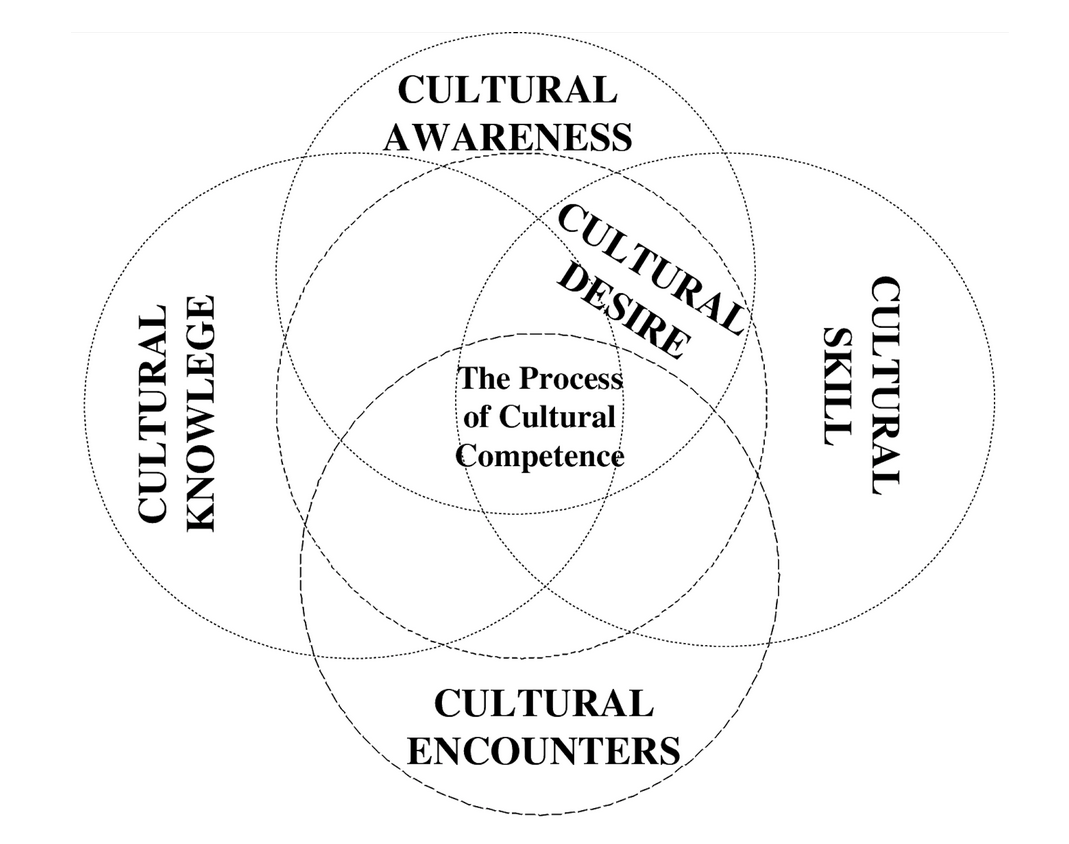 CULTURAL
AWARENESS
CULTURAL
DESIRE
CULTURAL
KNOWLEGE
The Process
of Cultural
Competence
CULTURAL
SKILL
CULTURAL
ENCOUNTERS